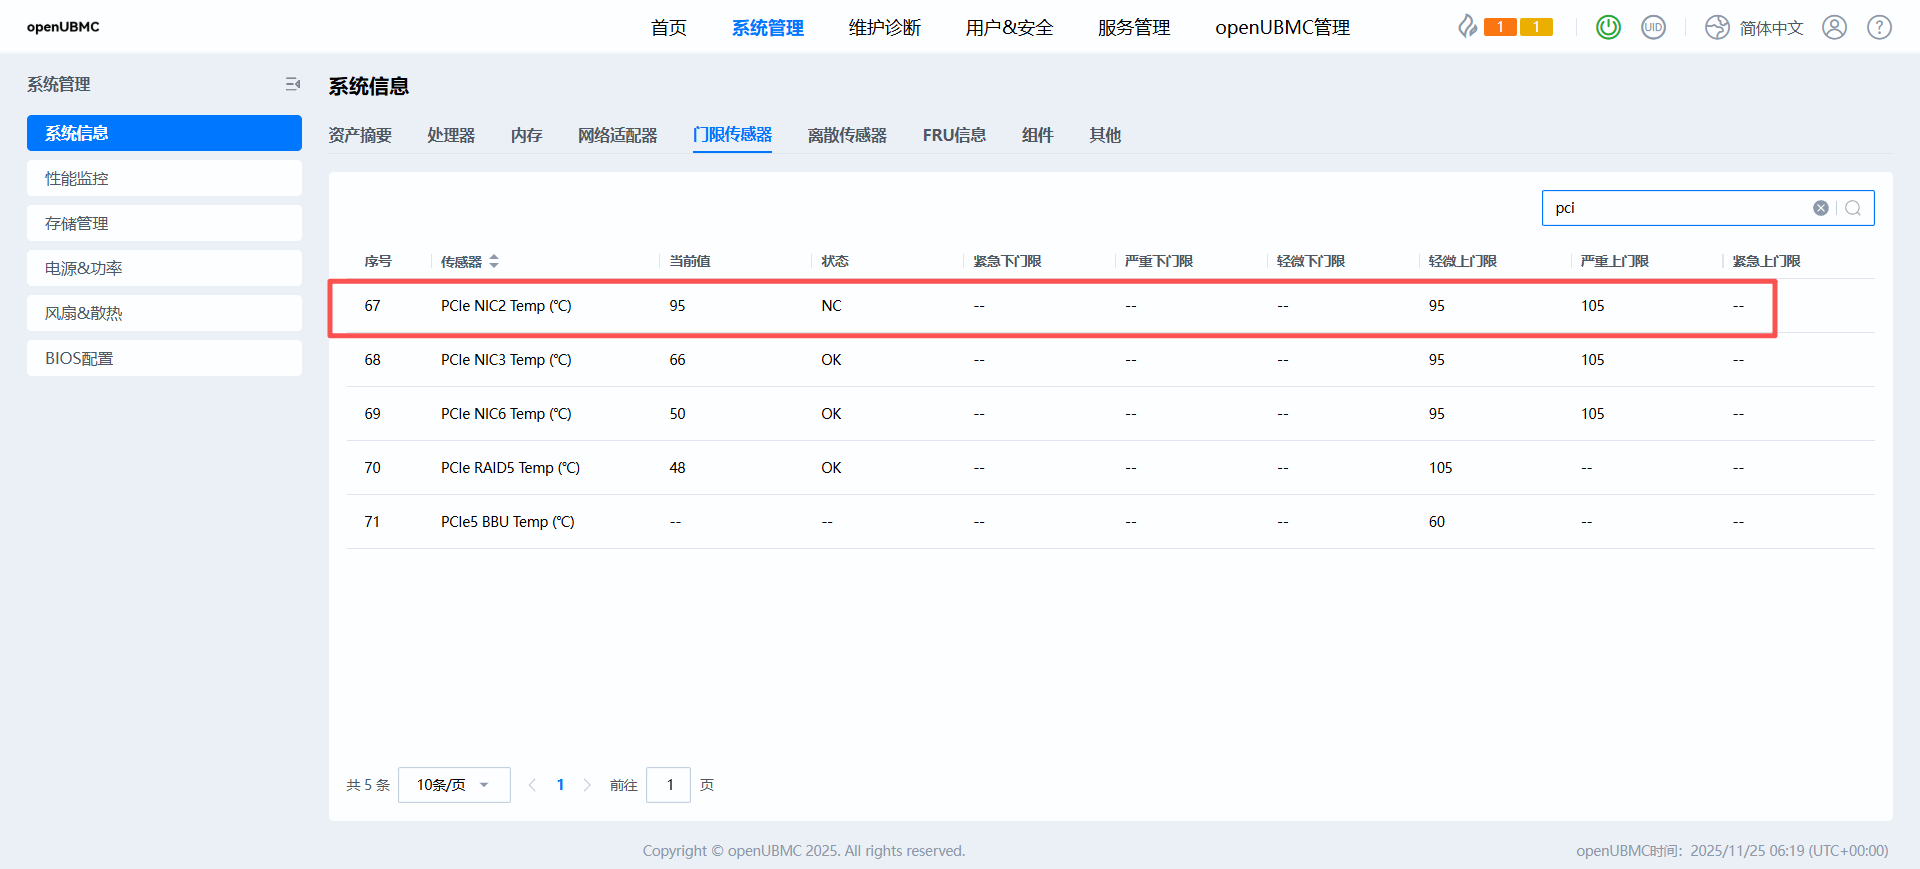 openUBMC
首页 系统管理 维护诊断 用户&安全 服务管理 openUBMC管理 1 1 UID 简体中文 ?
系统管理
系统信息
性能监控
存储管理
电源&功率
风扇&散热
BIOS配置
系统信息
资产摘要 处理器 内存 网络适配器 门限传感器 离散传感器 FRU信息 组件 其他
pci
序号 传感器 当前值 状态 紧急下门限 严重下门限 轻微下门限 轻微上门限 严重上门限 紧急上门限
67 PCIe NIC2 Temp (℃) 95 NC -- -- -- 95 105 --
68 PCIe NIC3 Temp (℃) 66 OK -- -- -- 95 105 --
69 PCIe NIC6 Temp (℃) 50 OK -- -- -- 95 105 --
70 PCIe RAID5 Temp (℃) 48 OK -- -- -- 105 -- --
71 PCIe5 BBU Temp (℃) -- -- -- -- -- 60 -- --
共 5 条 10条/页 1 前往 1 页
Copyright © openUBMC 2025. All rights reserved.
openUBMC时间: 2025/11/25 06:19 (UTC+00:00)